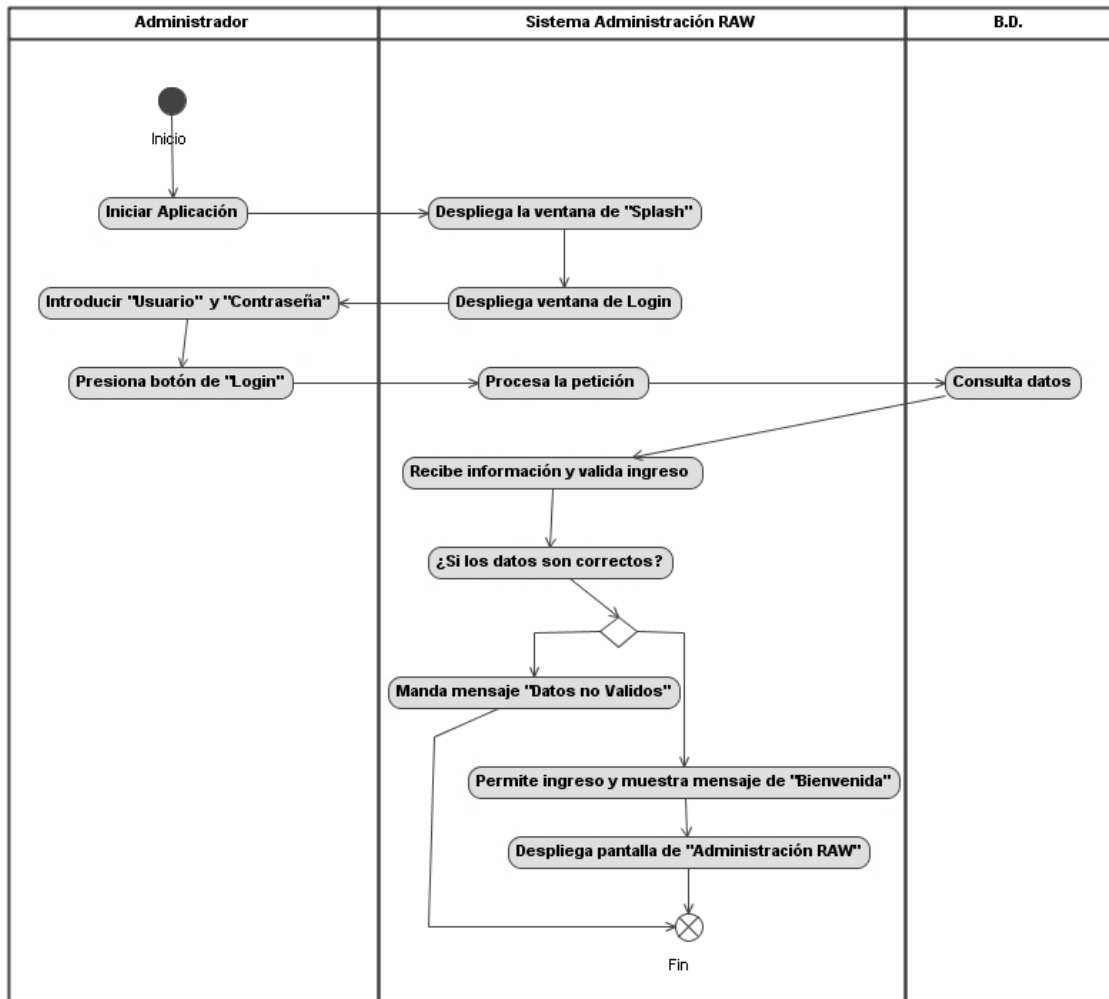 Administrador
Sistema Administración RAW
B.D.
Inicio
Iniciar Aplicación
Despliega la ventana de "Splash"
Introducir "Usuario" y "Contraseña"
Despliega ventana de Login
Presiona botón de "Login"
Procesa la petición
Consulta datos
Recibe información y valida ingreso
¿Si los datos son correctos?
Manda mensaje "Datos no Validos"
Permite ingreso y muestra mensaje de "Bienvenida"
Despliega pantalla de "Administración RAW"
Fin